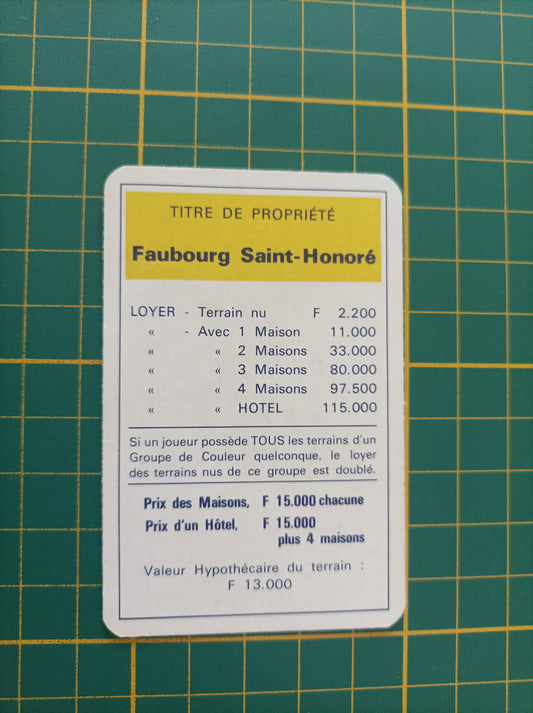 TITRE DE PROPRIÉTÉ
Faubourg Saint-Honoré
LOYER - Terrain nu F 2.200
« - Avec 1 Maison 11.000
« « 2 Maisons 33.000
« « 3 Maisons 80.000
« « 4 Maisons 97.500
« « HOTEL 115.000
Si un joueur possède TOUS les terrains d'un
Groupe de Couleur quelconque, le loyer
des terrains nus de ce groupe est doublé.
Prix des Maisons, F 15.000 chacune
Prix d'un Hôtel, F 15.000
plus 4 maisons
Valeur Hypothécaire du terrain :
F 13.000